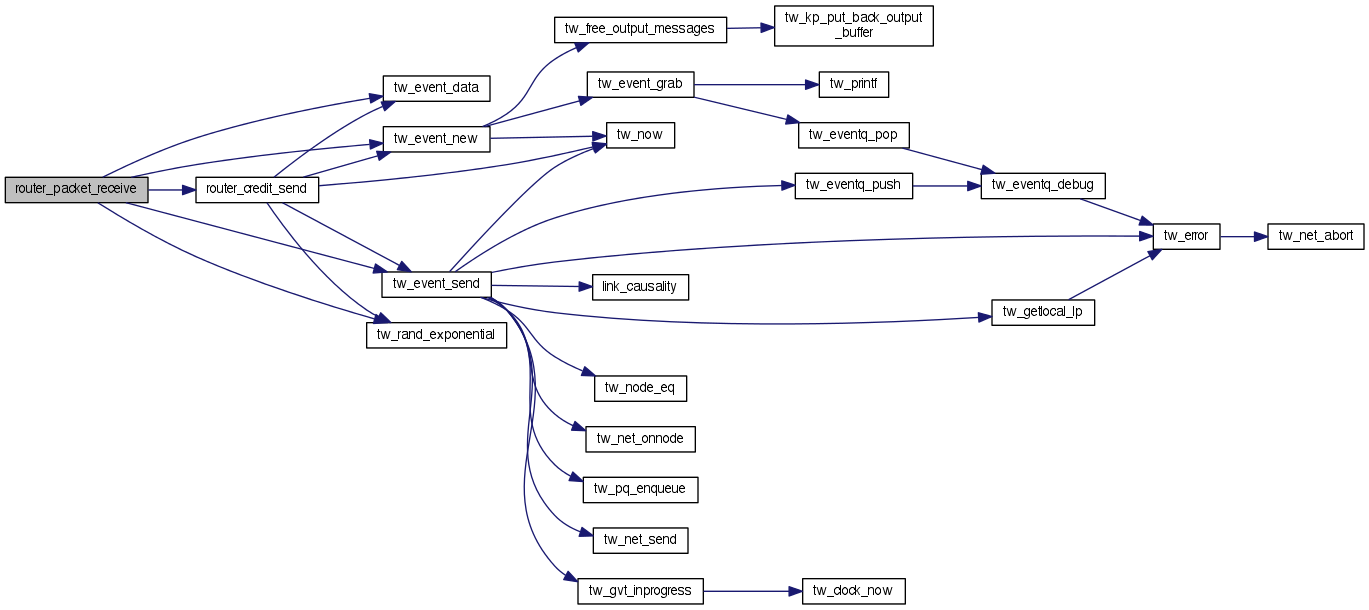 tw_kp_put_back_output
_buffer
tw_free_output_messages
tw_event_data
tw_event_grab
tw_printf
tw_event_new
tw_now
tw_eventq_pop
router_packet_receive
router_credit_send
tw_eventq_push
tw_eventq_debug
tw_error
tw_net_abort
tw_event_send
link_causality
tw_getlocal_lp
tw_rand_exponential
tw_node_eq
tw_net_onnode
tw_pq_enqueue
tw_net_send
tw_gvt_inprogress
tw_clock_now